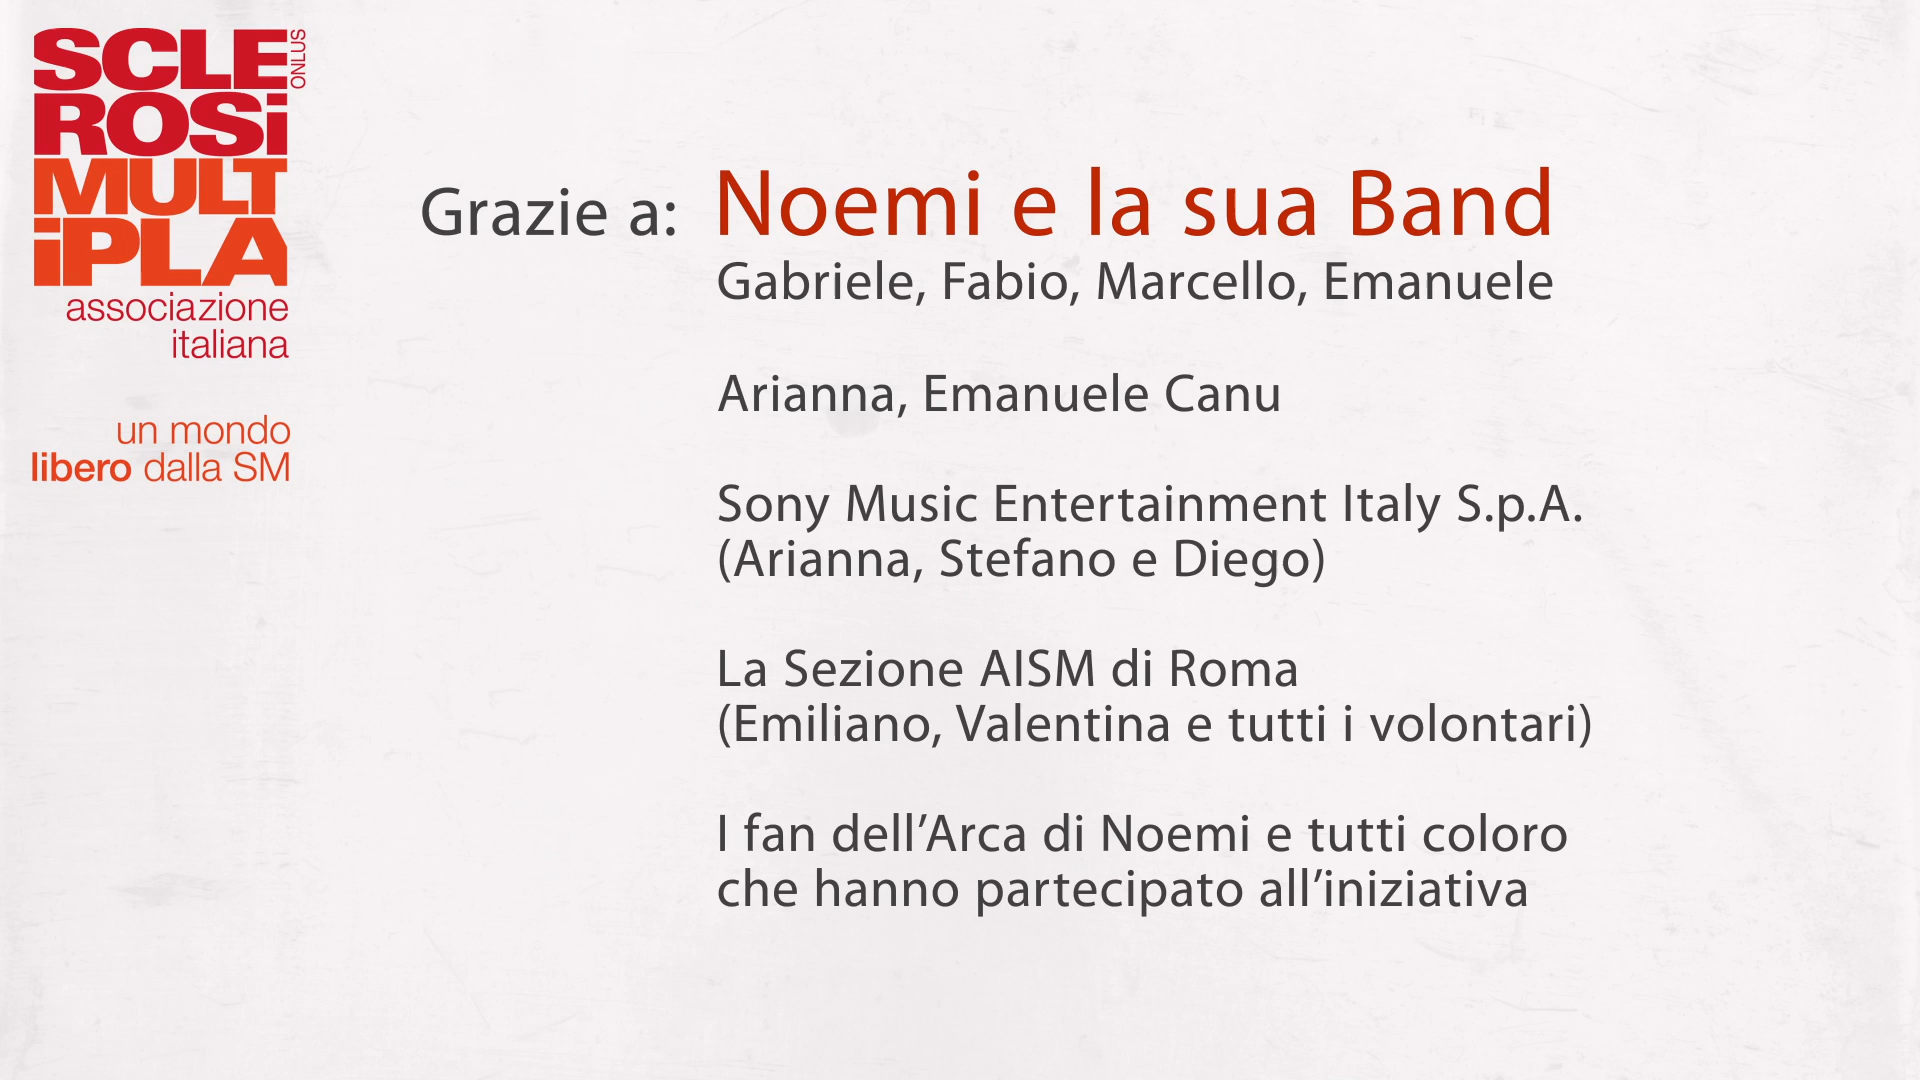 SCLE
ROSi
MULT
iPLA
ONLUS
associazione
italiana
un mondo
libero dalla SM
Grazie a: Noemi e la sua Band
Gabriele, Fabio, Marcello, Emanuele
Arianna, Emanuele Canu
Sony Music Entertainment Italy S.p.A.
(Arianna, Stefano e Diego)
La Sezione AISM di Roma
(Emiliano, Valentina e tutti i volontari)
I fan dell’Arca di Noemi e tutti coloro
che hanno partecipato all’iniziativa